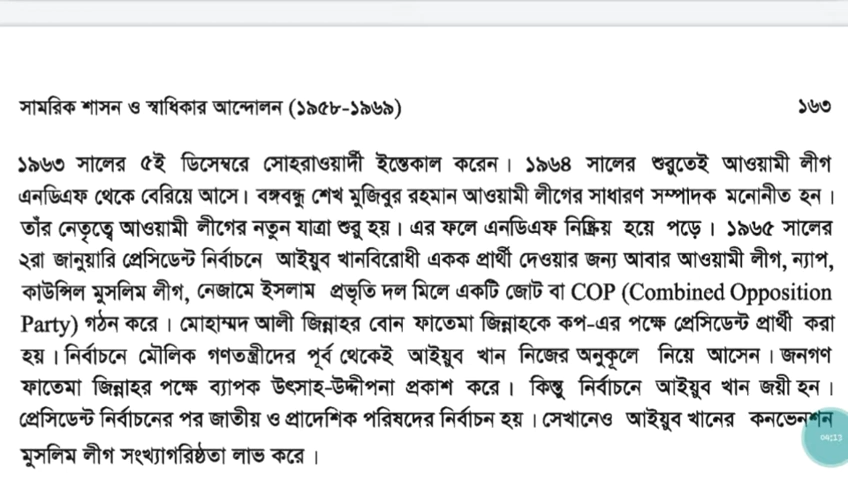 সামরিক শাসন ও স্বাধিকার আন্দোলন (১৯৫৮-১৯৬৯) ১৬৩
১৯৬৩ সালের ৫ই ডিসেম্বরে সোহরাওয়ার্দী ইন্তেকাল করেন। ১৯৬৪ সালের শুরুতেই আওয়ামী লীগ
এনডিএফ থেকে বেরিয়ে আসে। বঙ্গবন্ধু শেখ মুজিবুর রহমান আওয়ামী লীগের সাধারণ সম্পাদক মনোনীত হন।
তাঁর নেতৃত্বে আওয়ামী লীগের নতুন যাত্রা শুরু হয়। এর ফলে এনডিএফ নিষ্ক্রিয় হয়ে পড়ে। ১৯৬৫ সালের
২রা জানুয়ারি প্রেসিডেন্ট নির্বাচনে আইয়ুব খানবিরোধী একক প্রার্থী দেওয়ার জন্য আবার আওয়ামী লীগ, ন্যাপ,
কাউন্সিল মুসলিম লীগ, নেজামে ইসলাম প্রভৃতি দল মিলে একটি জোট বা COP (Combined Opposition
Party) গঠন করে। মোহাম্মদ আলী জিন্নাহর বোন ফাতেমা জিন্নাহকে কপ-এর পক্ষে প্রেসিডেন্ট প্রার্থী করা
হয়। নির্বাচনে মৌলিক গণতন্ত্রীদের পূর্ব থেকেই আইয়ুব খান নিজের অনুকূলে নিয়ে আসেন। জনগণ
ফাতেমা জিন্নাহর পক্ষে ব্যাপক উৎসাহ-উদ্দীপনা প্রকাশ করে। কিন্তু নির্বাচনে আইয়ুব খান জয়ী হন।
প্রেসিডেন্ট নির্বাচনের পর জাতীয় ও প্রাদেশিক পরিষদের নির্বাচন হয়। সেখানেও আইয়ুব খানের কনভেনশন
মুসলিম লীগ সংখ্যাগরিষ্ঠতা লাভ করে।
04:13